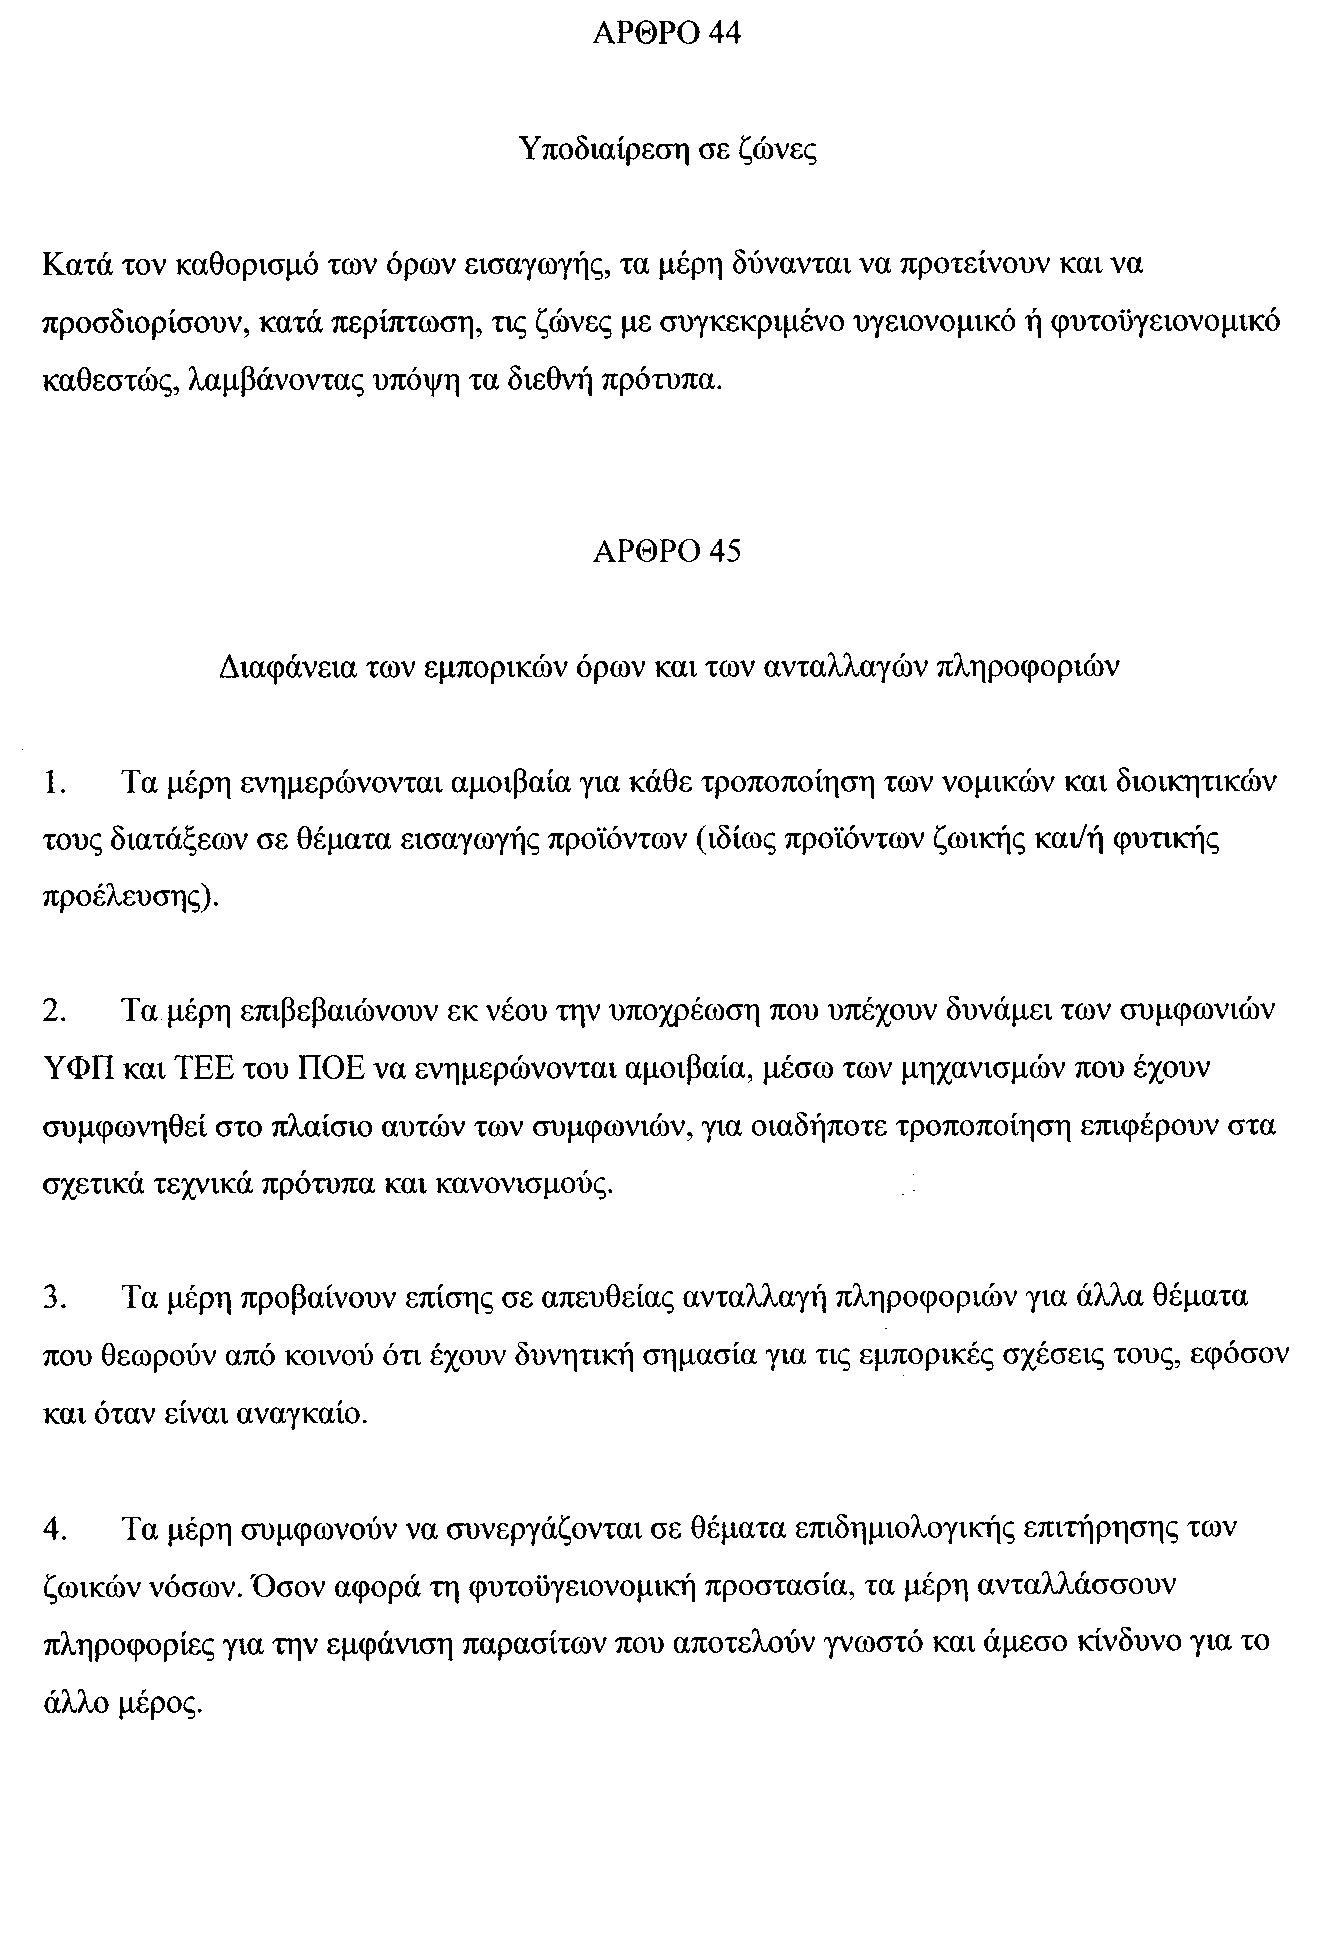 ΑΡΘΡΟ 44
Υποδιαίρεση σε ζώνες
Κατά τον καθορισμό των όρων εισαγωγής, τα μέρη δύνανται να προτείνουν και να
προσδιορίσουν, κατά περίπτωση, τις ζώνες με συγκεκριμένο υγειονομικό ή φυτοϋγειονομικό
καθεστώς, λαμβάνοντας υπόψη τα διεθνή πρότυπα.
ΑΡΘΡΟ 45
Διαφάνεια των εμπορικών όρων και των ανταλλαγών πληροφοριών
1. Τα μέρη ενημερώνονται αμοιβαία για κάθε τροποποίηση των νομικών και διοικητικών
τους διατάξεων σε θέματα εισαγωγής προϊόντων (ιδίως προϊόντων ζωικής και/ή φυτικής
προέλευσης).
2. Τα μέρη επιβεβαιώνουν εκ νέου την υποχρέωση που υπέχουν δυνάμει των συμφωνιών
ΥΦΠ και ΤΕΕ του ΠΟΕ να ενημερώνονται αμοιβαία, μέσω των μηχανισμών που έχουν
συμφωνηθεί στο πλαίσιο αυτών των συμφωνιών, για οιαδήποτε τροποποίηση επιφέρουν στα
σχετικά τεχνικά πρότυπα και κανονισμούς.
3. Τα μέρη προβαίνουν επίσης σε απευθείας ανταλλαγή πληροφοριών για άλλα θέματα
που θεωρούν από κοινού ότι έχουν δυνητική σημασία για τις εμπορικές σχέσεις τους, εφόσον
και όταν είναι αναγκαίο.
4. Τα μέρη συμφωνούν να συνεργάζονται σε θέματα επιδημιολογικής επιτήρησης των
ζωικών νόσων. Όσον αφορά τη φυτοϋγειονομική προστασία, τα μέρη ανταλλάσσουν
πληροφορίες για την εμφάνιση παρασίτων που αποτελούν γνωστό και άμεσο κίνδυνο για το
άλλο μέρος.